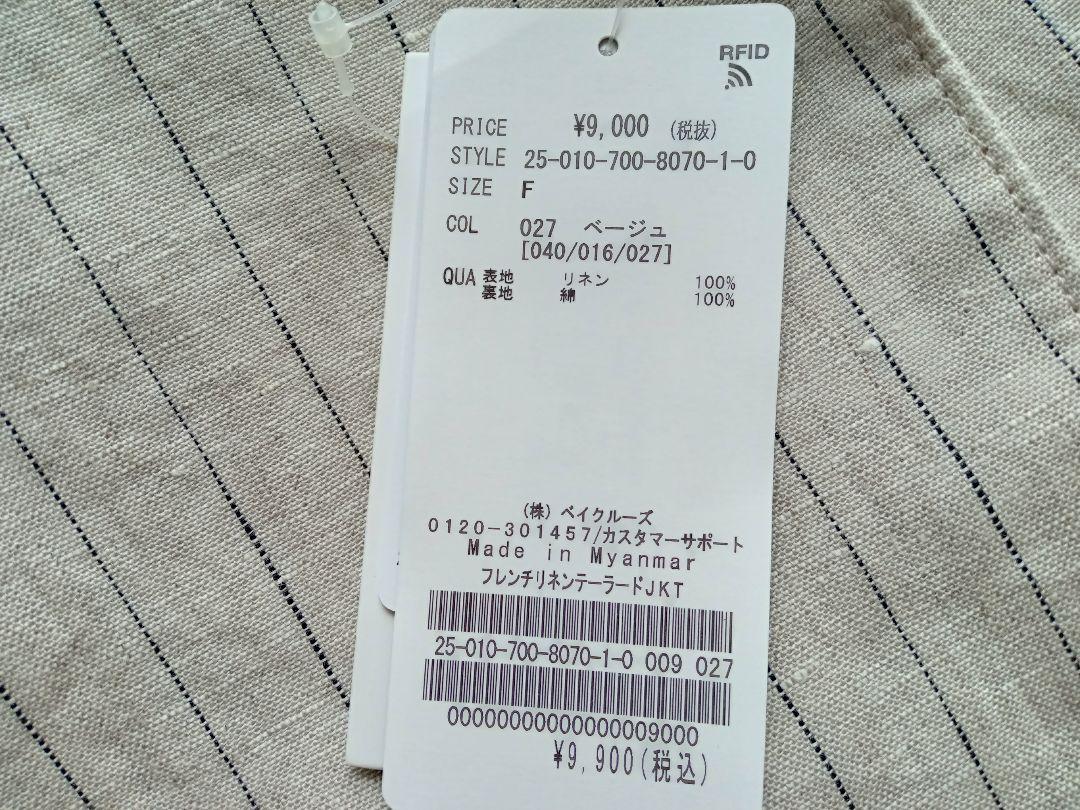 RFID
PRICE ¥9,000 (税抜)
STYLE 25-010-700-8070-1-0
SIZE F
COL 027 ベージュ
[040/016/027]
QUA 表地 リネン 100%
裏地 綿 100%
(株) ベイクルーズ
0120-301457/カスタマーサポート
Made in Myanmar
フレンチリネンテーラードJKT
25-010-700-8070-1-0 009 027
00000000000000009000
¥9,900(税込)